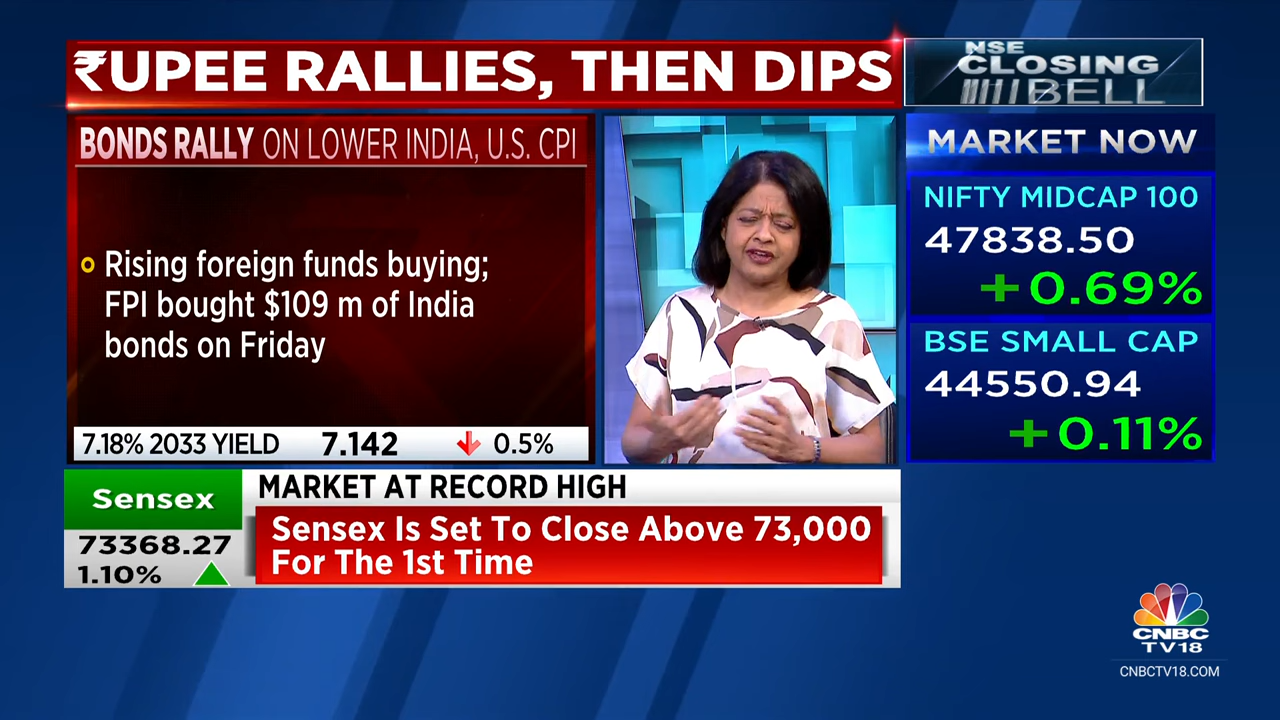 ₹UPEE RALLIES, THEN DIPS
NSE
CLOSING
BELL
BONDS RALLY ON LOWER INDIA, U.S. CPI
Rising foreign funds buying;
FPI bought $109 m of India
bonds on Friday
7.18% 2033 YIELD 7.142 0.5%
MARKET NOW
NIFTY MIDCAP 100
47838.50
+0.69%
BSE SMALL CAP
44550.94
+0.11%
Sensex
73368.27
1.10%
MARKET AT RECORD HIGH
Sensex Is Set To Close Above 73,000
For The 1st Time
CNBC
TV18
CNBCTV18.COM